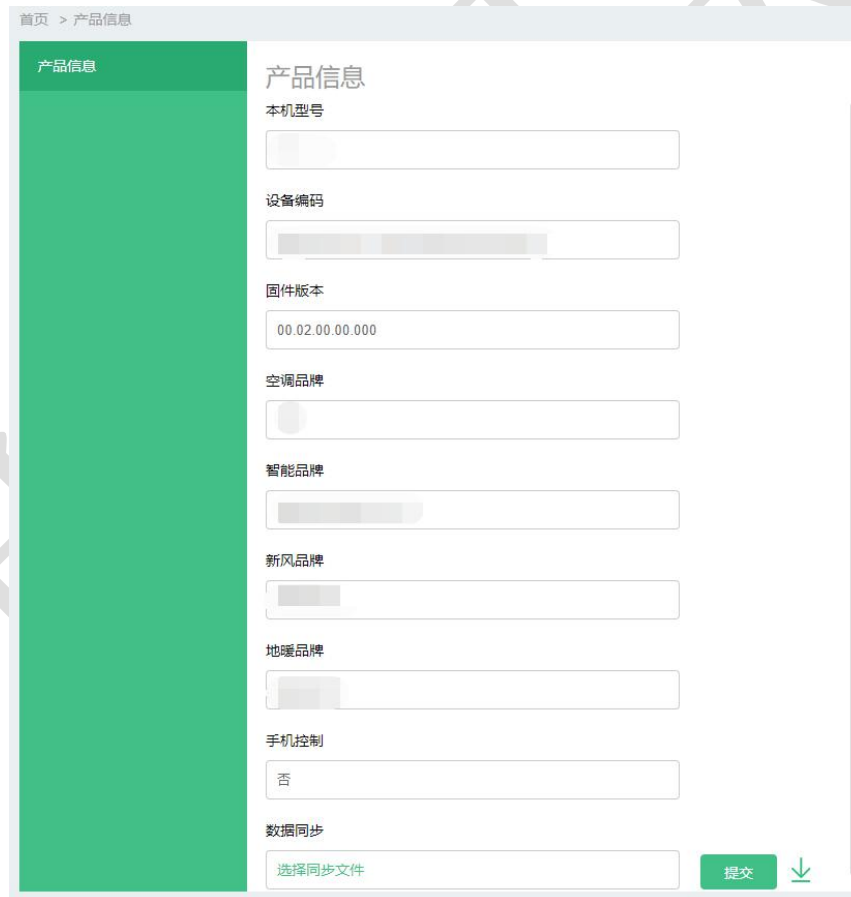 首页 > 产品信息
产品信息
产品信息
本机型号
设备编码
固件版本
00.02.00.00.000
空调品牌
智能品牌
新风品牌
地暖品牌
手机控制
否
数据同步
选择同步文件
提交